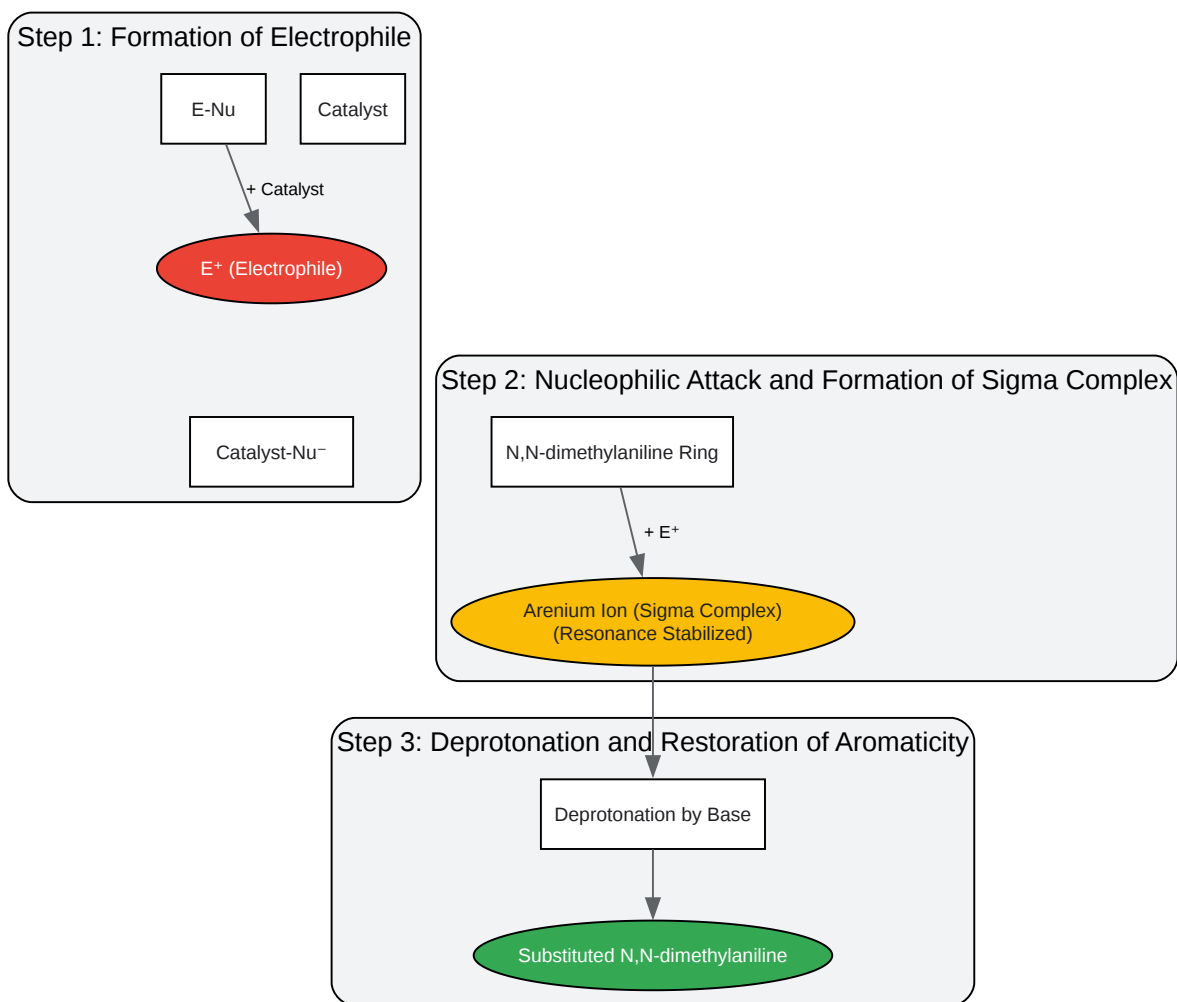 Step 1: Formation of Electrophile
E-Nu
Catalyst
+ Catalyst
E⁺ (Electrophile)
Catalyst-Nu⁻
Step 2: Nucleophilic Attack and Formation of Sigma Complex
N,N-dimethylaniline Ring
+ E⁺
Arenium Ion (Sigma Complex)
(Resonance Stabilized)
Step 3: Deprotonation and Restoration of Aromaticity
Deprotonation by Base
Substituted N,N-dimethylaniline